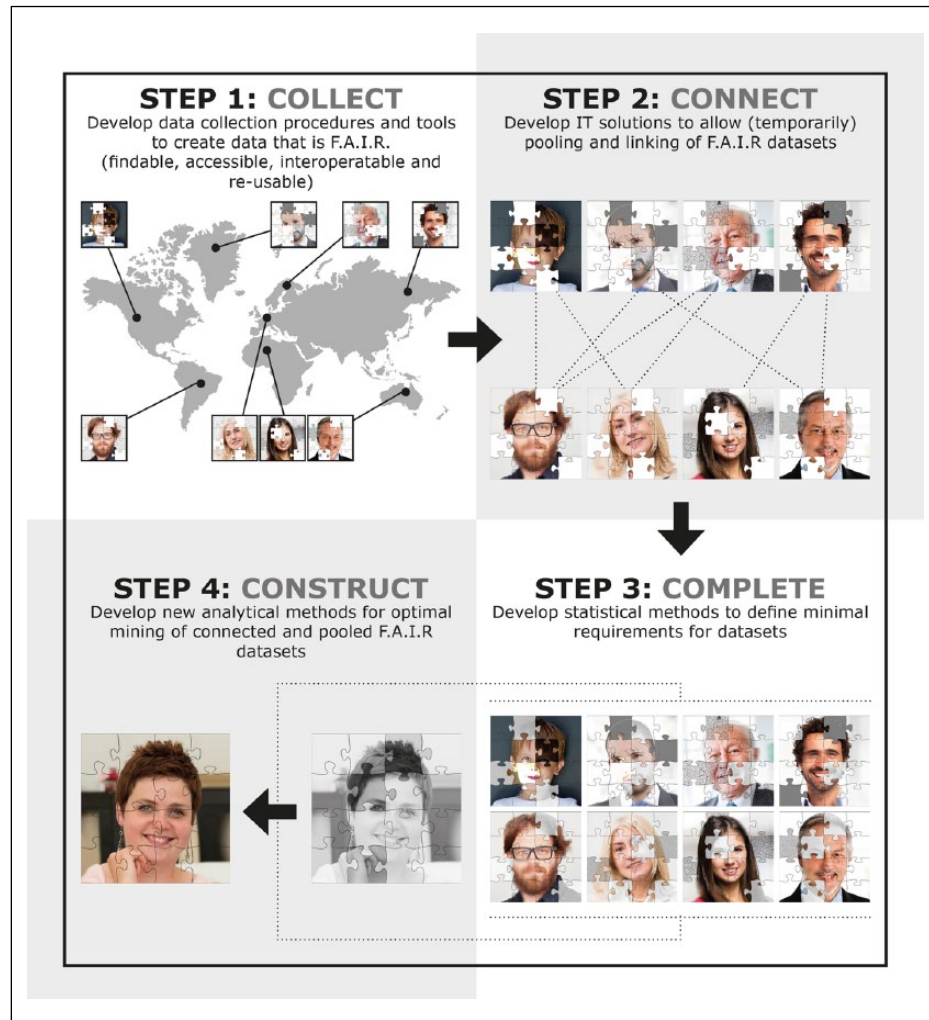 STEP 1: COLLECT
Develop data collection procedures and tools
to create data that is F.A.I.R.
(findable, accessible, interoperatable and
re-usable)
STEP 2: CONNECT
Develop IT solutions to allow (temporarily)
pooling and linking of F.A.I.R datasets
STEP 3: COMPLETE
Develop statistical methods to define minimal
requirements for datasets
STEP 4: CONSTRUCT
Develop new analytical methods for optimal
mining of connected and pooled F.A.I.R
datasets